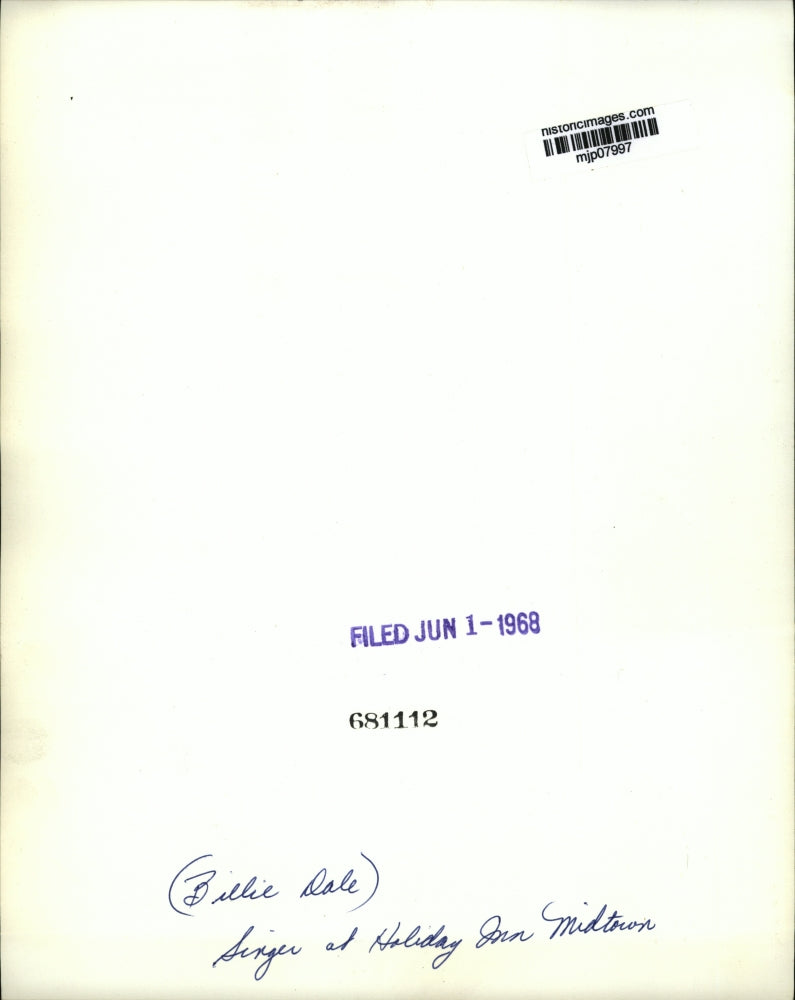 historicimages.com
mjp07997
FILED JUN 1-1968
681112
(Billie Dale)
Singer at Holiday Inn Midtown